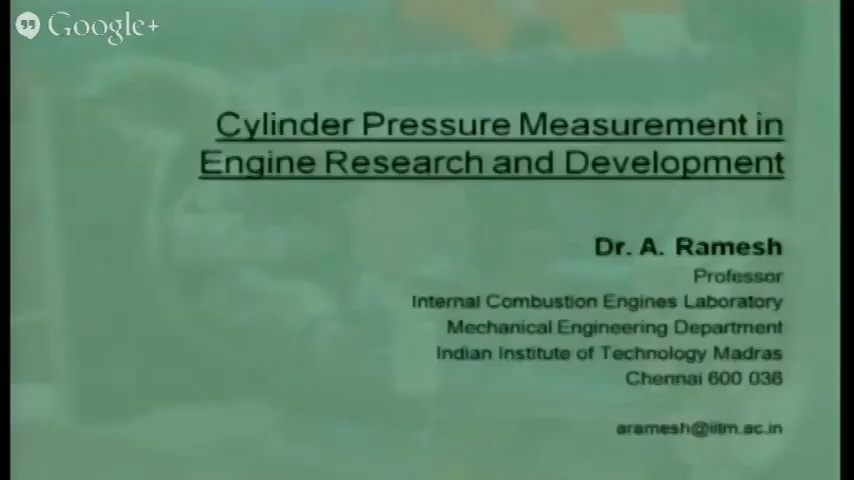 Google+
Cylinder Pressure Measurement in
Engine Research and Development
Dr. A. Ramesh
Professor
Internal Combustion Engines Laboratory
Mechanical Engineering Department
Indian Institute of Technology Madras
Chennai 600 036
aramesh@iitm.ac.in